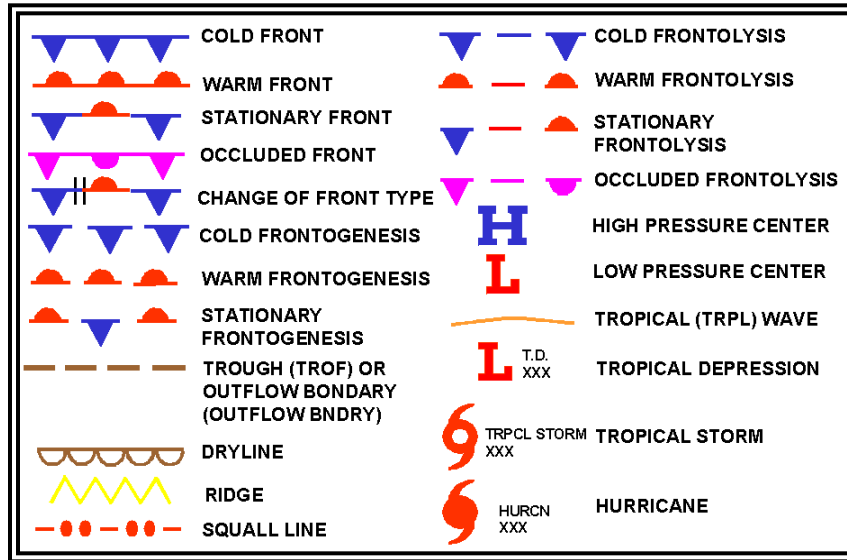 COLD FRONT
WARM FRONT
STATIONARY FRONT
OCCLUDED FRONT
CHANGE OF FRONT TYPE
COLD FRONTOGENESIS
WARM FRONTOGENESIS
STATIONARY
FRONTOGENESIS
TROUGH (TROF) OR
OUTFLOW BONDARY
(OUTFLOW BNDRY)
DRYLINE
RIDGE
SQUALL LINE
COLD FRONTOLYSIS
WARM FRONTOLYSIS
STATIONARY
FRONTOLYSIS
OCCLUDED FRONTOLYSIS
H HIGH PRESSURE CENTER
L LOW PRESSURE CENTER
TROPICAL (TRPL) WAVE
L T.D.
XXX
TROPICAL DEPRESSION
TRPCL STORM
XXX
TROPICAL STORM
HURCN
XXX
HURRICANE